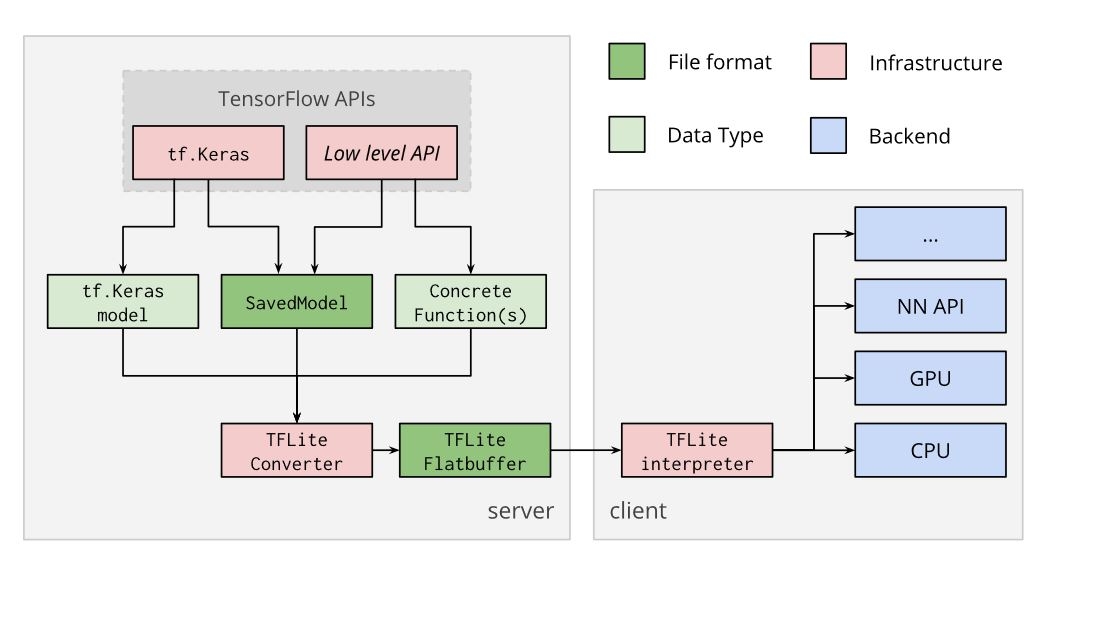 File format
Infrastructure
Data Type
Backend
TensorFlow APIs
tf.Keras
Low level API
tf.Keras
model
SavedModel
Concrete
Function(s)
TFLite
Converter
TFLite
Flatbuffer
server
TFLite
interpreter
client
...
NN API
GPU
CPU